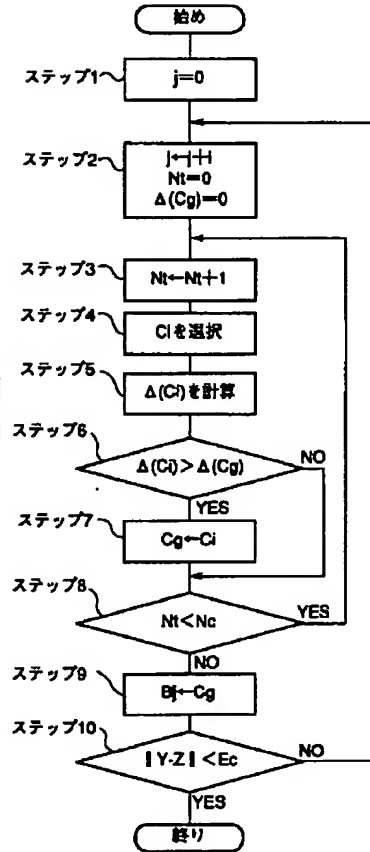 始め
ステップ1
j=0
ステップ2
j←j+i
Nt=0
Δ(Cg)=0
ステップ3
Nt←Nt+1
ステップ4
Ciを選択
ステップ5
Δ(Ci)を計算
ステップ6
Δ(Ci)>Δ(Cg)
NO
YES
ステップ7
Cg←Ci
ステップ8
Nt<Nc
YES
NO
ステップ9
Bj←Cg
ステップ10
‖Y-Z‖<Ec
NO
YES
終り